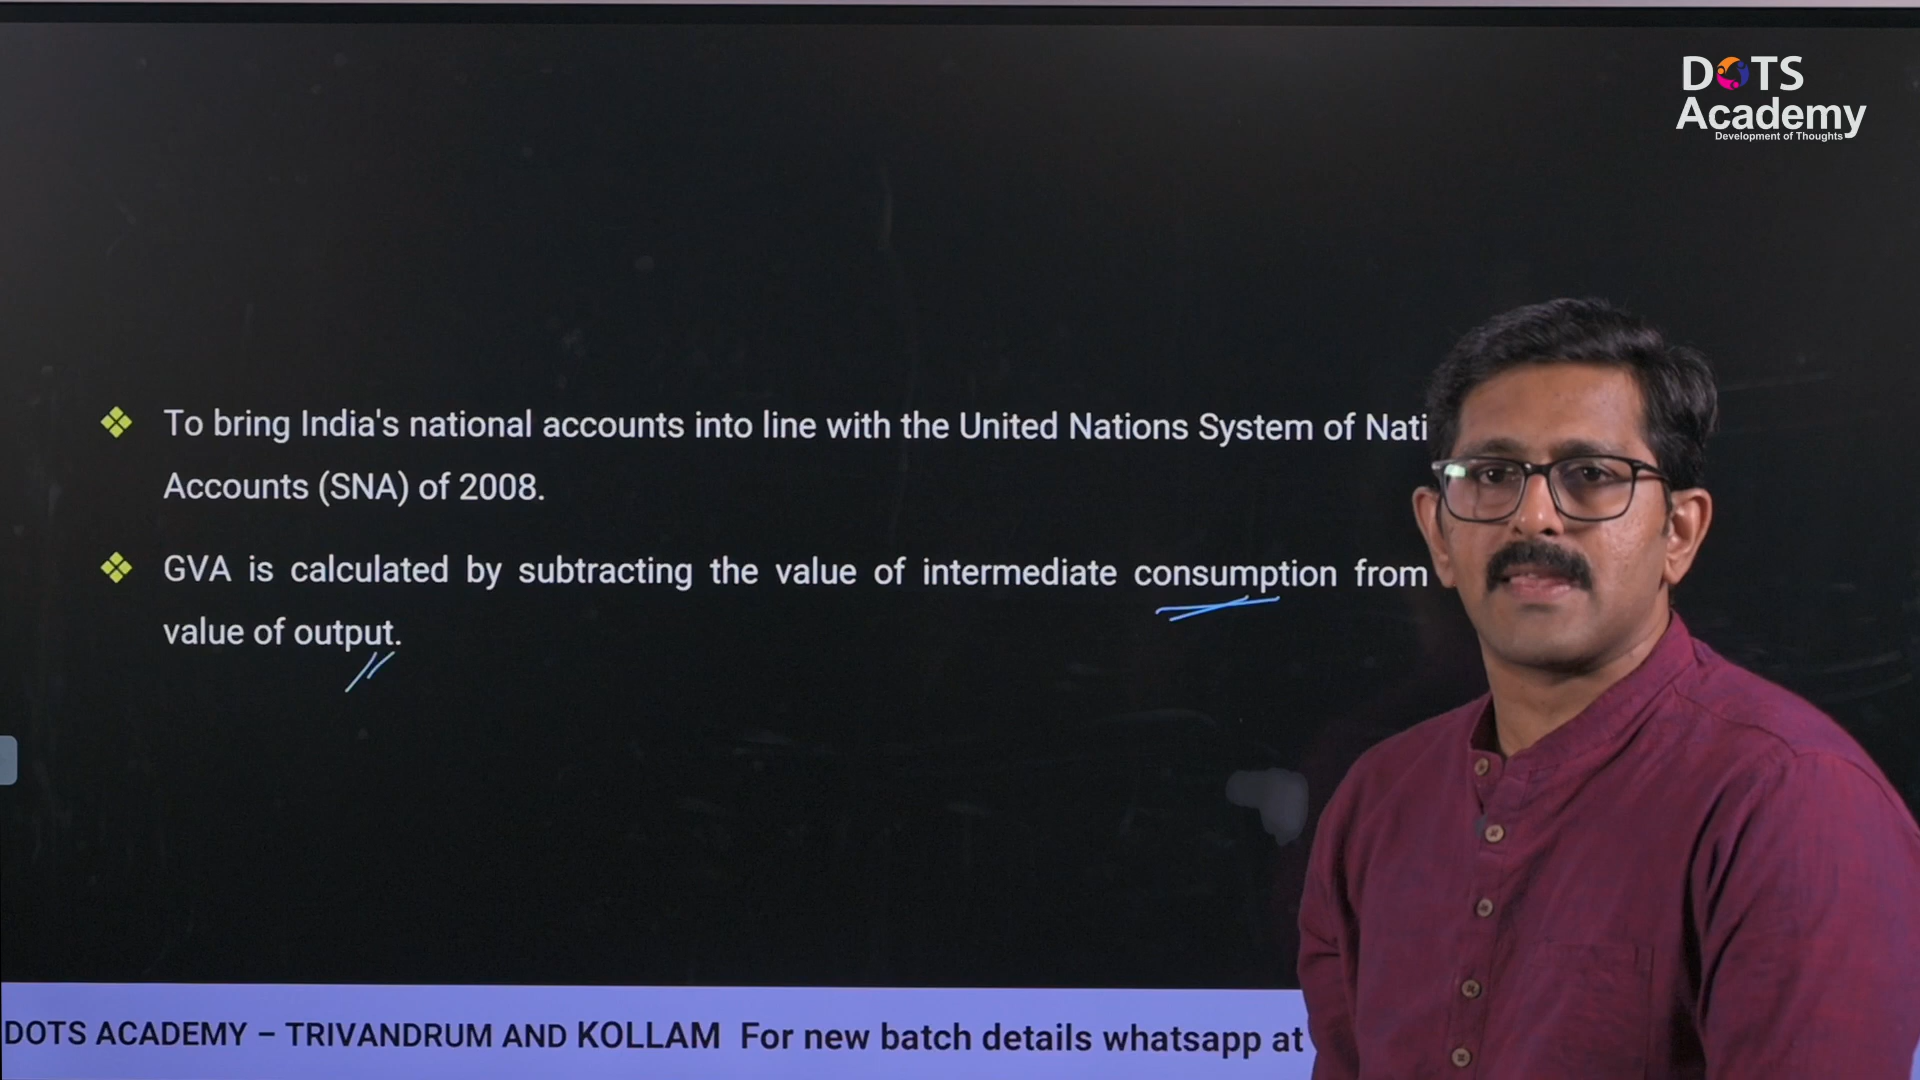 DOTS
Academy
Development of Thoughts
To bring India's national accounts into line with the United Nations System of Nati
Accounts (SNA) of 2008.
GVA is calculated by subtracting the value of intermediate consumption from
value of output.
DOTS ACADEMY – TRIVANDRUM AND KOLLAM For new batch details whatsapp at